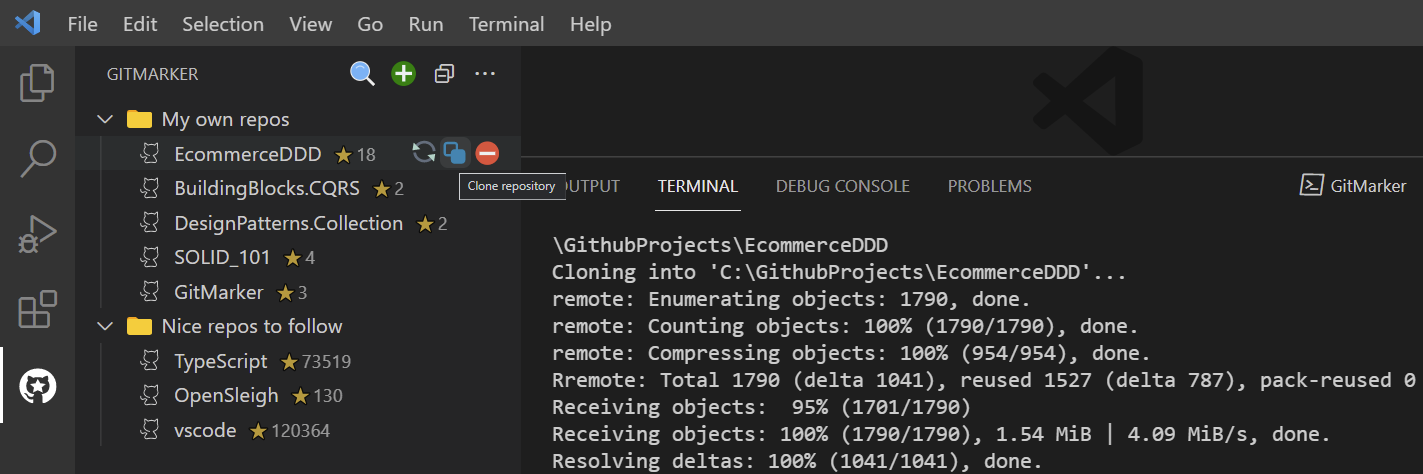 File Edit Selection View Go Run Terminal Help
GITMARKER
My own repos
EcommerceDDD 18
BuildingBlocks.CQRS 2
DesignPatterns.Collection 2
SOLID_101 4
GitMarker 3
Nice repos to follow
TypeScript 73519
OpenSleigh 130
vscode 120364
Clone repository
UTPUT TERMINAL DEBUG CONSOLE PROBLEMS GitMarker
\GithubProjects\EcommerceDDD
Cloning into 'C:\GithubProjects\EcommerceDDD'...
remote: Enumerating objects: 1790, done.
remote: Counting objects: 100% (1790/1790), done.
remote: Compressing objects: 100% (954/954), done.
Rremote: Total 1790 (delta 1041), reused 1527 (delta 787), pack-reused 0
Receiving objects:  95% (1701/1790)
Receiving objects: 100% (1790/1790), 1.54 MiB | 4.09 MiB/s, done.
Resolving deltas: 100% (1041/1041), done.